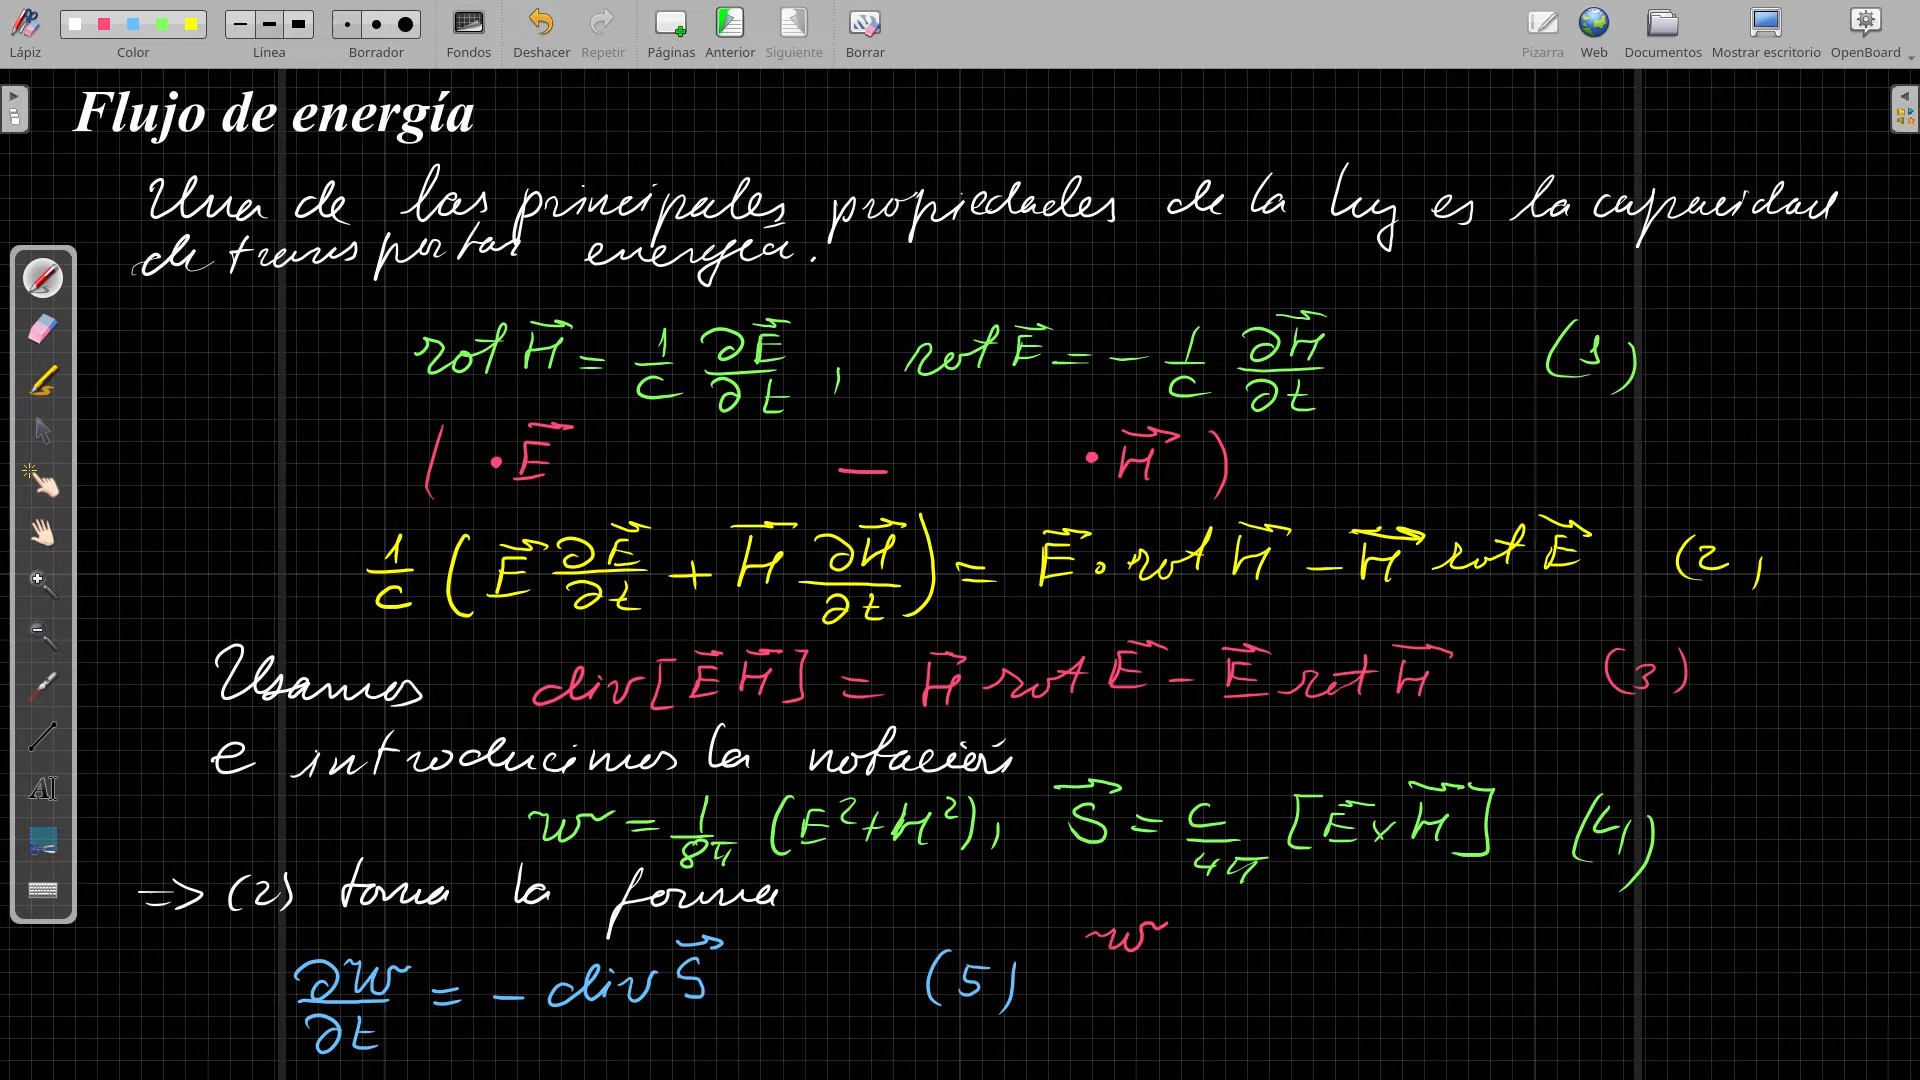 Lápiz Color Línea Borrador Fondos Deshacer Repetir Páginas Anterior Siguiente Borrar Pizarra Web Documentos Mostrar escritorio OpenBoard
Flujo de energía
Una de las principales propiedades de la luz es la capacidad
de transportar energía.
rot H⃗ = 1/c ∂E⃗/∂t , rot E⃗ = - 1/c ∂H⃗/∂t (1)
( · E⃗ — · H⃗ )
1/c ( E⃗ ∂E⃗/∂t + H⃗ ∂H⃗/∂t ) = E⃗ · rot H⃗ - H⃗ rot E⃗ (2)
Usamos div [E⃗ H⃗] = H⃗ rot E⃗ - E⃗ rot H⃗ (3)
e introducimos la notación
w = 1/8π (E² + H²), S⃗ = c/4π [E⃗ × H⃗] (4)
=> (2) toma la forma
w
∂w/∂t = - div S⃗ (5)